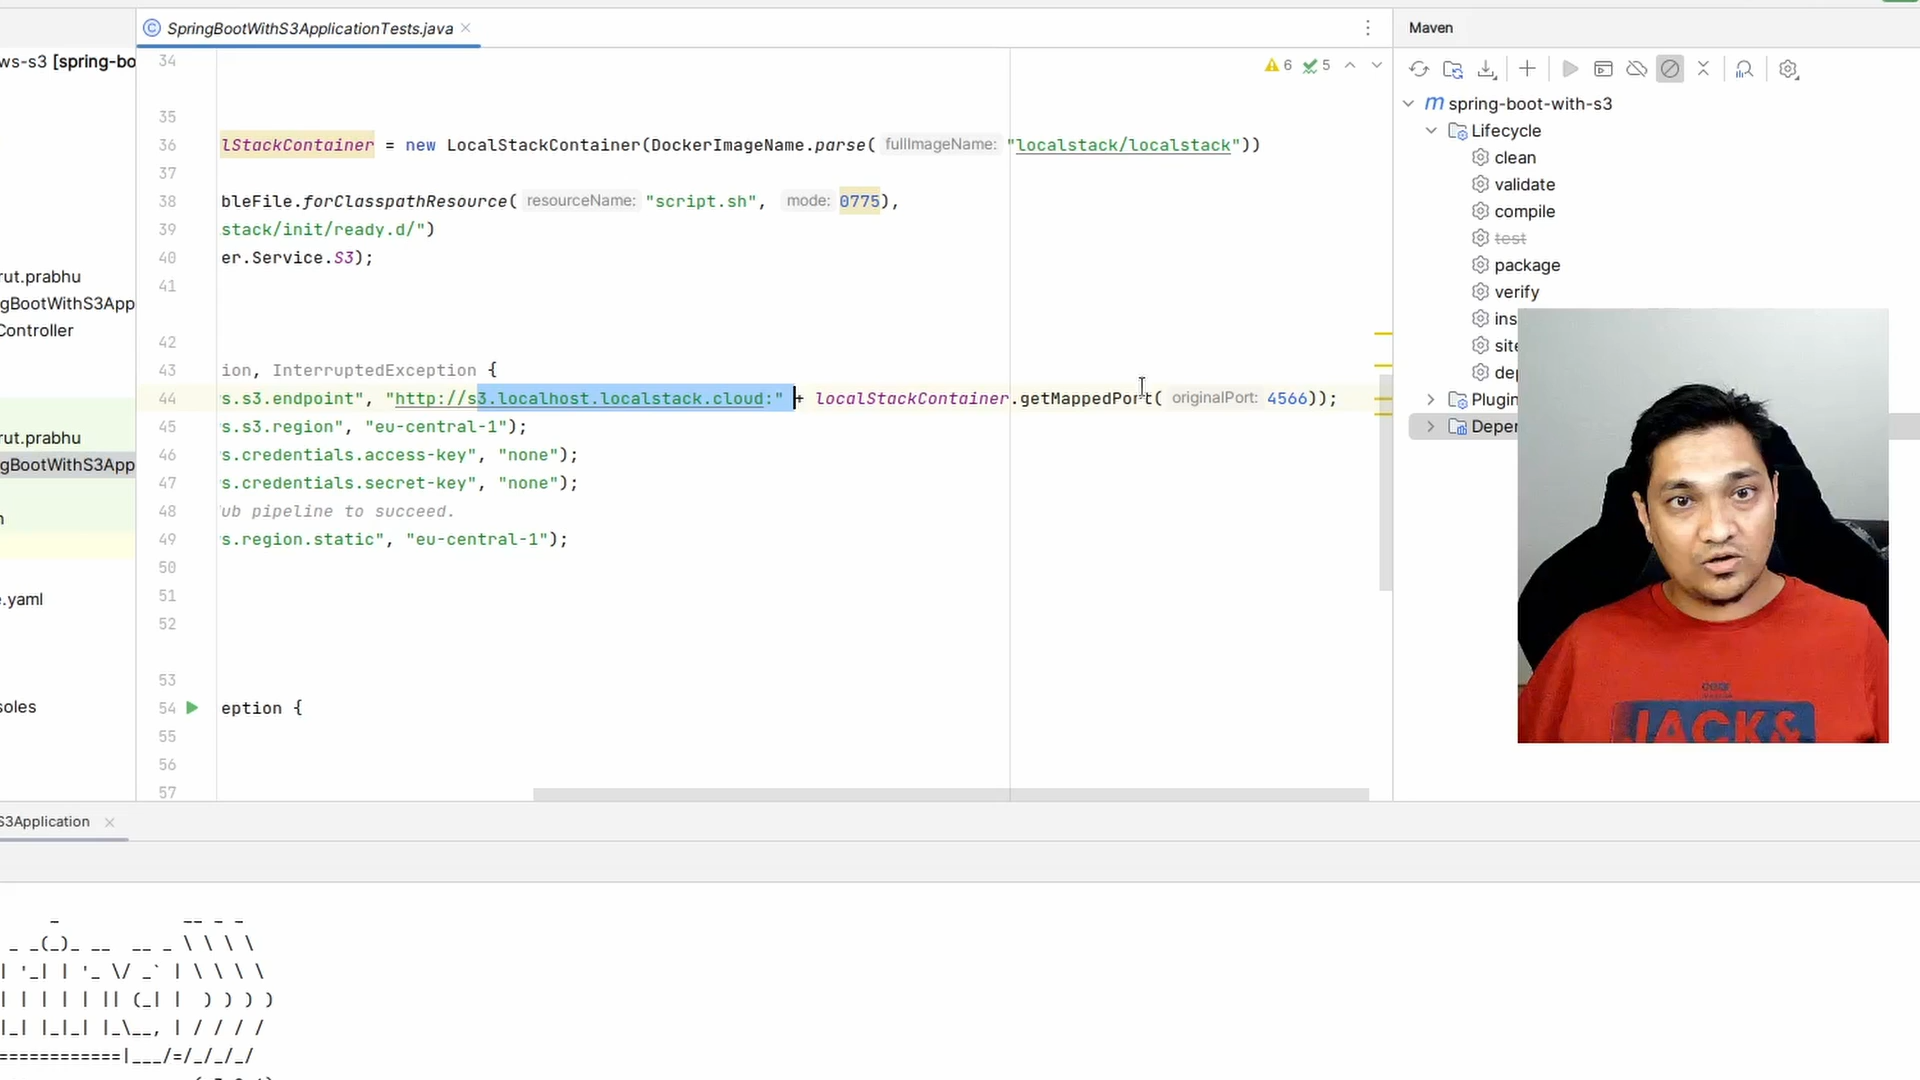 SpringBootWithS3ApplicationTests.java
Maven
ws-s3 [spring-bo
34
6 5
spring-boot-with-s3
Lifecycle
clean
validate
compile
test
package
verify
ins
site
dep
Plugin
Deper
35
36 lStackContainer = new LocalStackContainer(DockerImageName.parse( fullImageName: "localstack/localstack"))
37
38 bleFile.forClasspathResource( resourceName: "script.sh", mode: 0775),
39 stack/init/ready.d/")
40 er.Service.S3);
41
42
43 ion, InterruptedException {
44 s.s3.endpoint", "http://s3.localhost.localstack.cloud:" + localStackContainer.getMappedPort( originalPort: 4566));
45 s.s3.region", "eu-central-1");
46 s.credentials.access-key", "none");
47 s.credentials.secret-key", "none");
48 ub pipeline to succeed.
49 s.region.static", "eu-central-1");
50
51
52
53
54 eption {
55
56
57
rut.prabhu
gBootWithS3App
Controller
rut.prabhu
gBootWithS3App
n
e.yaml
soles
S3Application
JACK&